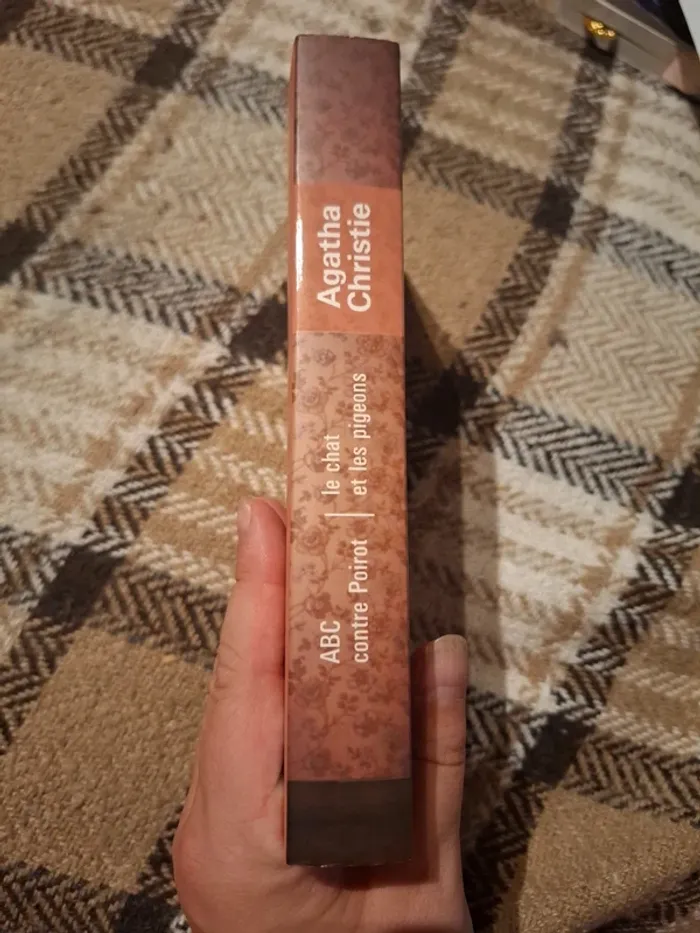 ABC
contre Poirot
le chat
et les pigeons
Agatha
Christie